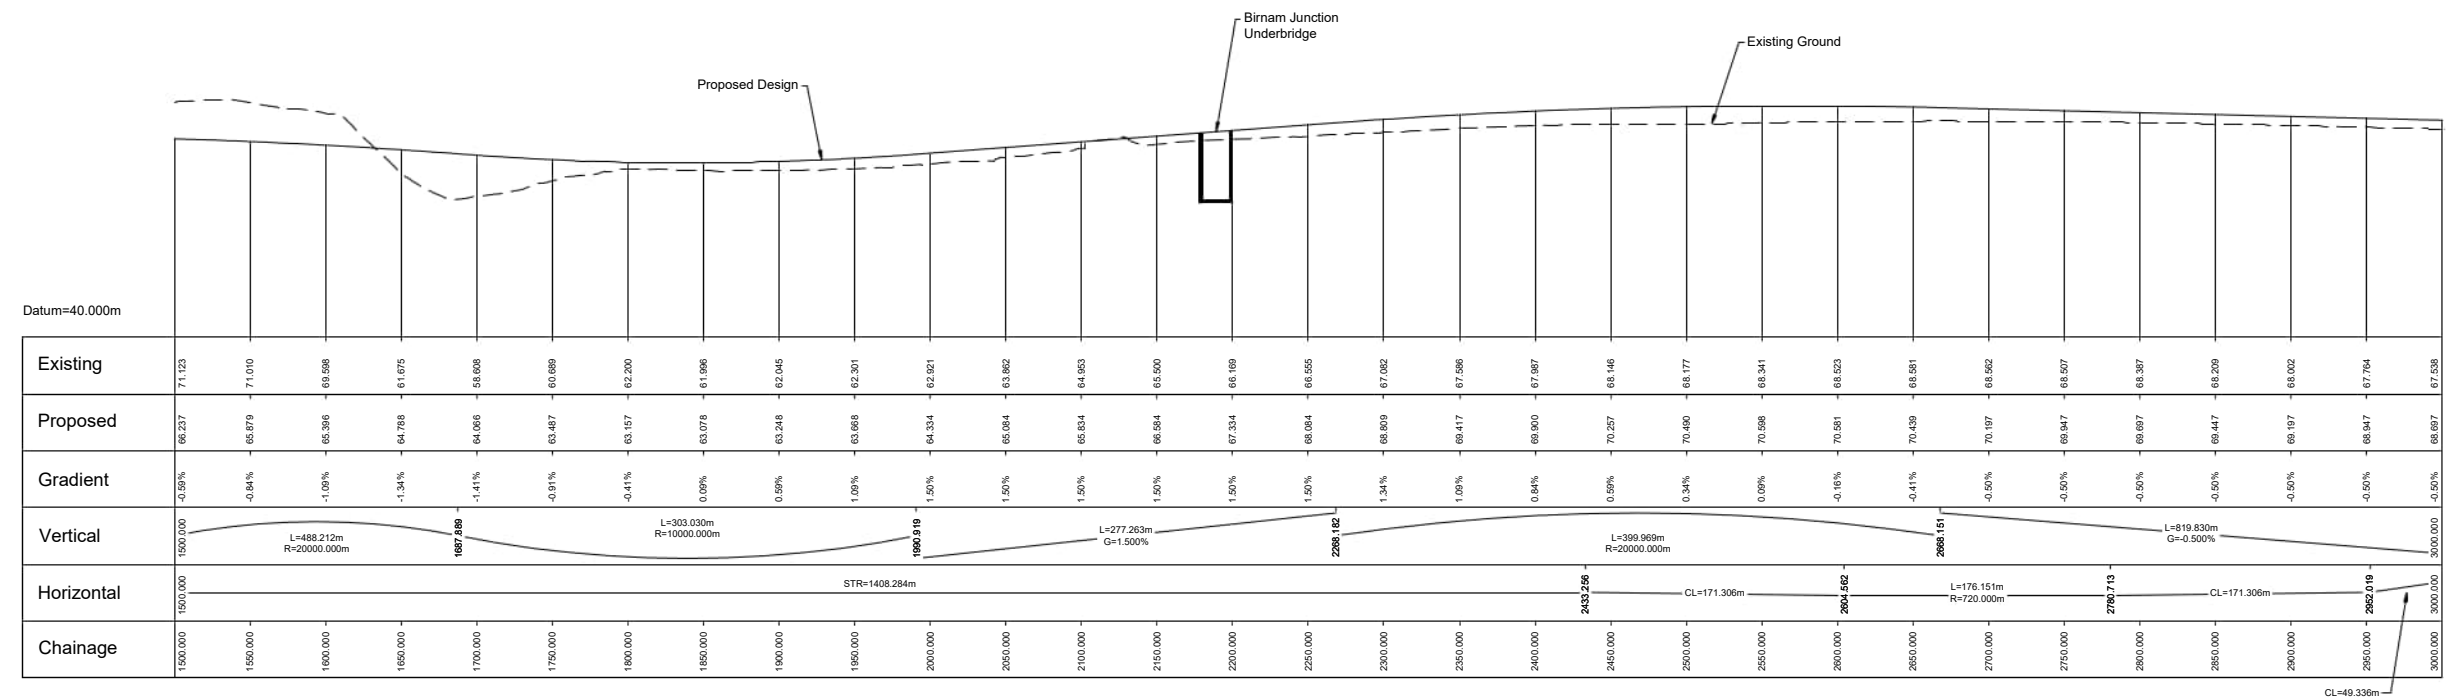 Birnam Junction
Underbridge
Existing Ground
Proposed Design
Datum=40.000m
Existing 71.123 71.010 69.598 61.675 58.608 60.689 62.200 61.996 62.045 62.301 62.921 63.862 64.953 65.500 66.169 66.555 67.082 67.586 67.987 68.146 68.177 68.341 68.523 68.581 68.562 68.507 68.387 68.209 68.002 67.764 67.538
Proposed 66.237 65.879 65.396 64.788 64.066 63.487 63.157 63.078 63.248 63.668 64.334 65.084 65.834 66.584 67.334 68.084 68.809 69.417 69.900 70.257 70.490 70.598 70.581 70.439 70.197 69.947 69.697 69.447 69.197 68.947 68.697
Gradient -0.59% -0.84% -1.09% -1.34% -1.41% -0.91% -0.41% 0.09% 0.59% 1.09% 1.50% 1.50% 1.50% 1.50% 1.50% 1.50% 1.34% 1.09% 0.84% 0.59% 0.34% 0.09% -0.16% -0.41% -0.50% -0.50% -0.50% -0.50% -0.50% -0.50% -0.50%
Vertical
1500.000
L=488.212m
R=20000.000m
1687.889
L=303.030m
R=10000.000m
1990.919
L=277.263m
G=1.500%
2268.182
L=399.969m
R=20000.000m
2668.151
L=819.830m
G=-0.500%
3000.000
Horizontal
1500.000
STR=1408.284m
2433.256
CL=171.306m
2604.562
L=176.151m
R=720.000m
2780.713
CL=171.306m
2952.019
3000.000
Chainage 1500.000 1550.000 1600.000 1650.000 1700.000 1750.000 1800.000 1850.000 1900.000 1950.000 2000.000 2050.000 2100.000 2150.000 2200.000 2250.000 2300.000 2350.000 2400.000 2450.000 2500.000 2550.000 2600.000 2650.000 2700.000 2750.000 2800.000 2850.000 2900.000 2950.000 3000.000
CL=49.336m